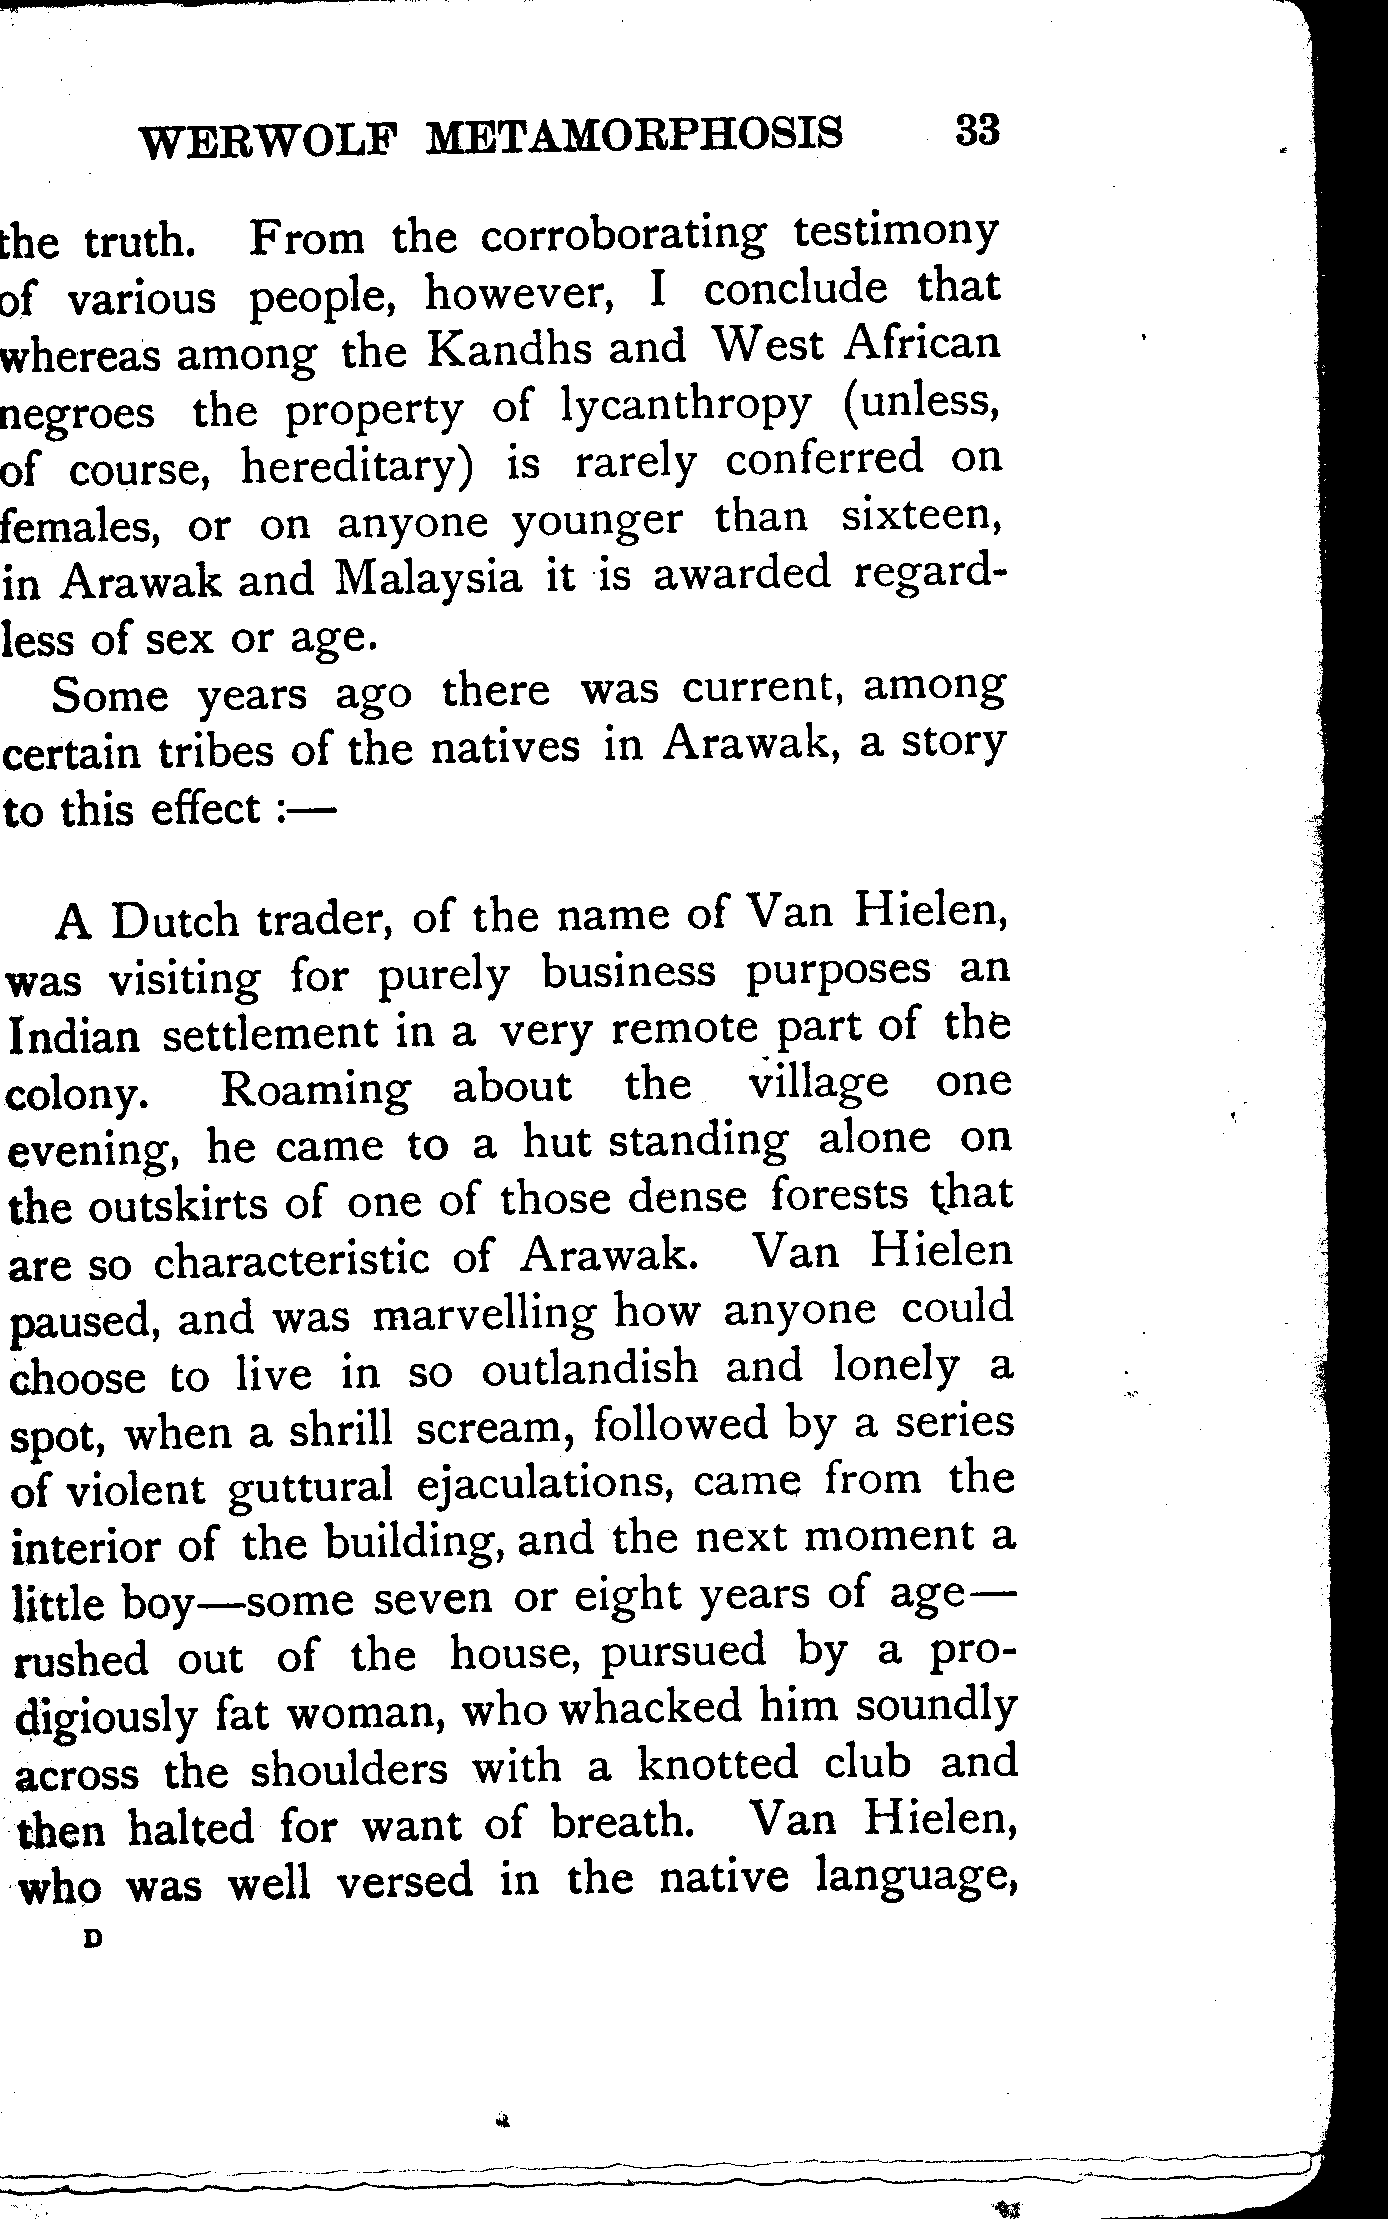 WERWOLF METAMORPHOSIS 33
the truth. From the corroborating testimony
of various people, however, I conclude that
whereas among the Kandhs and West African
negroes the property of lycanthropy (unless,
of course, hereditary) is rarely conferred on
females, or on anyone younger than sixteen,
in Arawak and Malaysia it is awarded regard-
less of sex or age.
Some years ago there was current, among
certain tribes of the natives in Arawak, a story
to this effect :—
A Dutch trader, of the name of Van Hielen,
was visiting for purely business purposes an
Indian settlement in a very remote part of the
colony. Roaming about the village one
evening, he came to a hut standing alone on
the outskirts of one of those dense forests that
are so characteristic of Arawak. Van Hielen
paused, and was marvelling how anyone could
choose to live in so outlandish and lonely a
spot, when a shrill scream, followed by a series
of violent guttural ejaculations, came from the
interior of the building, and the next moment a
little boy—some seven or eight years of age—
rushed out of the house, pursued by a pro-
digiously fat woman, who whacked him soundly
across the shoulders with a knotted club and
then halted for want of breath. Van Hielen,
who was well versed in the native language,
D